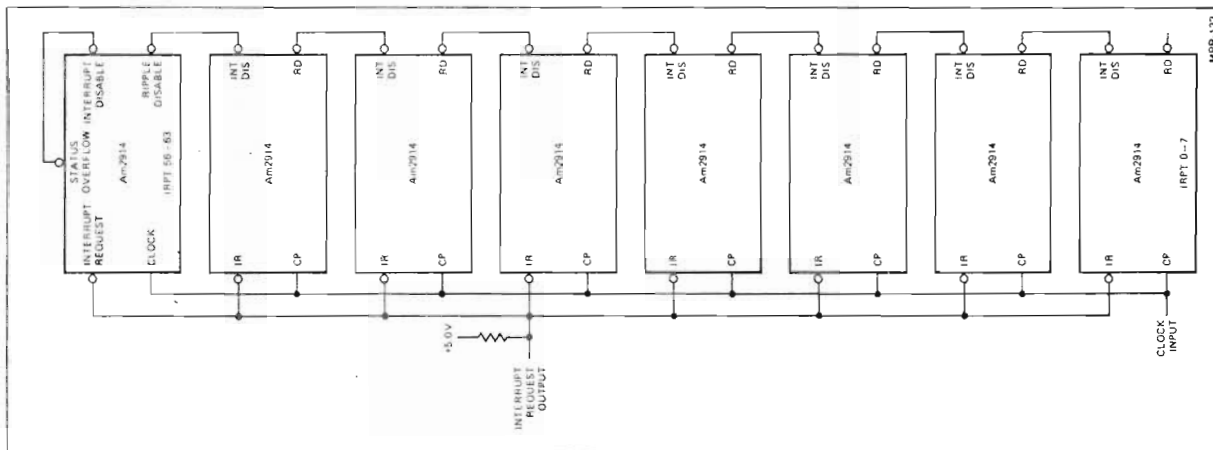 INTERRUPT
REQUEST
STATUS
OVERFLOW
INTERRUPT
DISABLE
Am2914
CLOCK
IRPT 56 - 63
RIPPLE
DISABLE
IR
INT
DIS
Am2914
CP
RD
IR
INT
DIS
Am2914
CP
RD
IR
INT
DIS
Am2914
CP
RD
IR
INT
DIS
Am2914
CP
RD
IR
INT
DIS
Am2914
CP
RD
IR
INT
DIS
Am2914
CP
RD
IR
INT
DIS
Am2914
CP
IRPT 0-7
RD
+5.0V
INTERRUPT
REQUEST
OUTPUT
CLOCK
INPUT